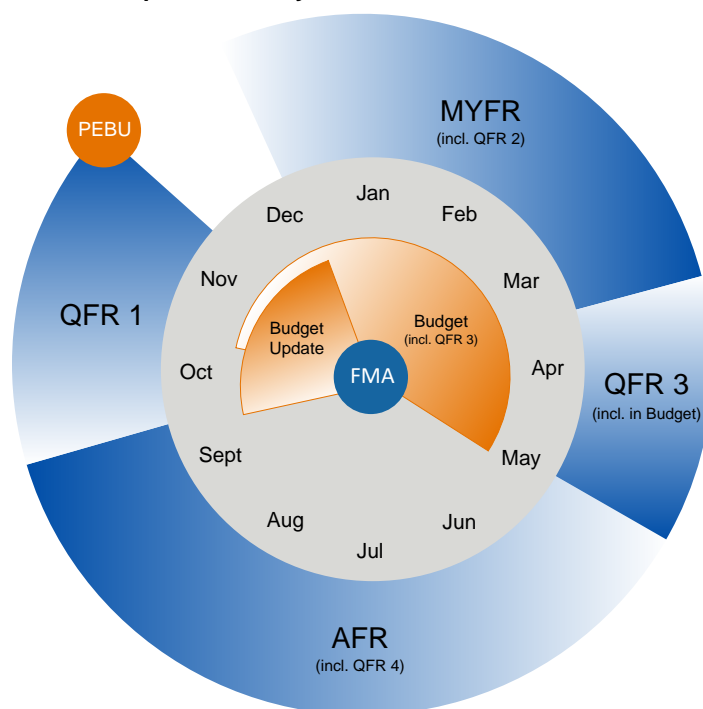 PEBU
MYFR
(incl. QFR 2)
Jan
Feb
Mar
Apr
May
Jun
Jul
Aug
Sept
Oct
Nov
Dec
QFR 1
Budget
Update
Budget
(incl. QFR 3)
FMA
QFR 3
(incl. in Budget)
AFR
(incl. QFR 4)